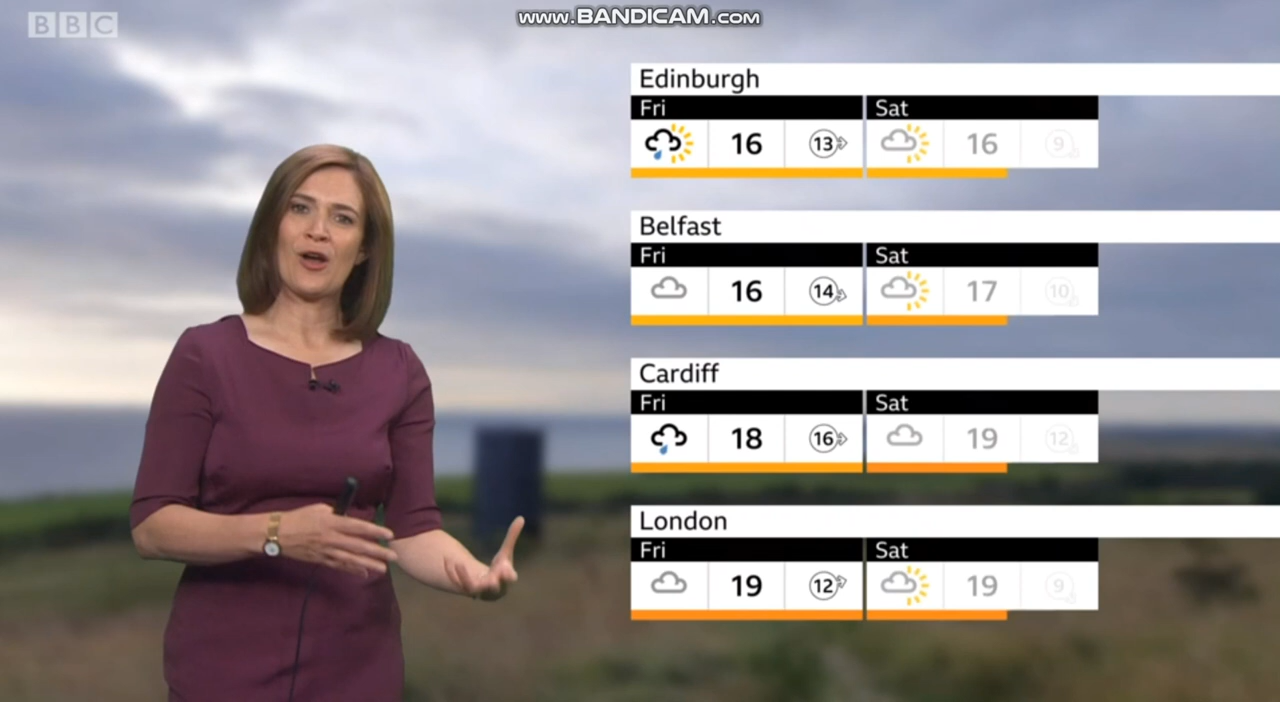 BBC
www.BANDICAM.com
Edinburgh
Fri Sat
16 13 16 9
Belfast
Fri Sat
16 14 17 10
Cardiff
Fri Sat
18 16 19 12
London
Fri Sat
19 12 19 9